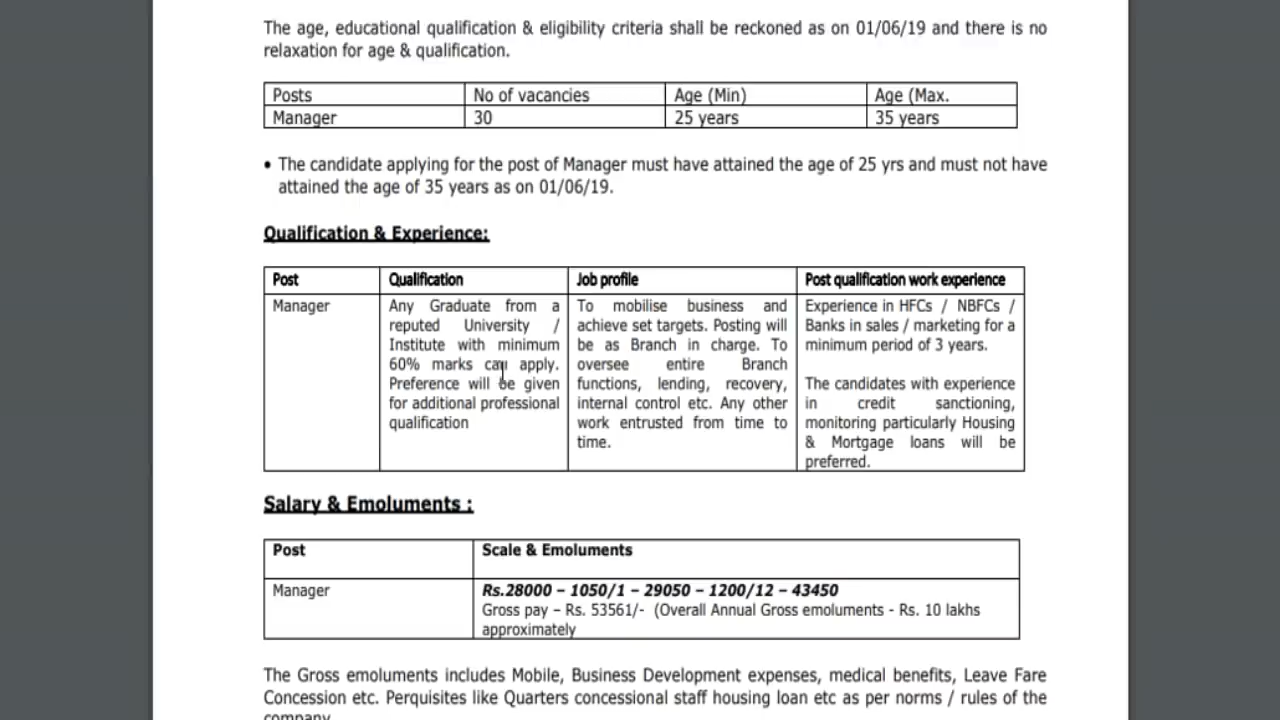 The age, educational qualification & eligibility criteria shall be reckoned as on 01/06/19 and there is no
relaxation for age & qualification.
Posts No of vacancies Age (Min) Age (Max.
Manager 30 25 years 35 years
• The candidate applying for the post of Manager must have attained the age of 25 yrs and must not have
attained the age of 35 years as on 01/06/19.
Qualification & Experience:
Post Qualification Job profile Post qualification work experience
Manager
Any Graduate from a
reputed University /
Institute with minimum
60% marks can apply.
Preference will be given
for additional professional
qualification
To mobilise business and
achieve set targets. Posting will
be as Branch in charge. To
oversee entire Branch
functions, lending, recovery,
internal control etc. Any other
work entrusted from time to
time.
Experience in HFCs / NBFCs /
Banks in sales / marketing for a
minimum period of 3 years.
The candidates with experience
in credit sanctioning,
monitoring particularly Housing
& Mortgage loans will be
preferred.
Salary & Emoluments :
Post Scale & Emoluments
Manager
Rs.28000 – 1050/1 – 29050 – 1200/12 – 43450
Gross pay – Rs. 53561/- (Overall Annual Gross emoluments - Rs. 10 lakhs
approximately
The Gross emoluments includes Mobile, Business Development expenses, medical benefits, Leave Fare
Concession etc. Perquisites like Quarters concessional staff housing loan etc as per norms / rules of the
company